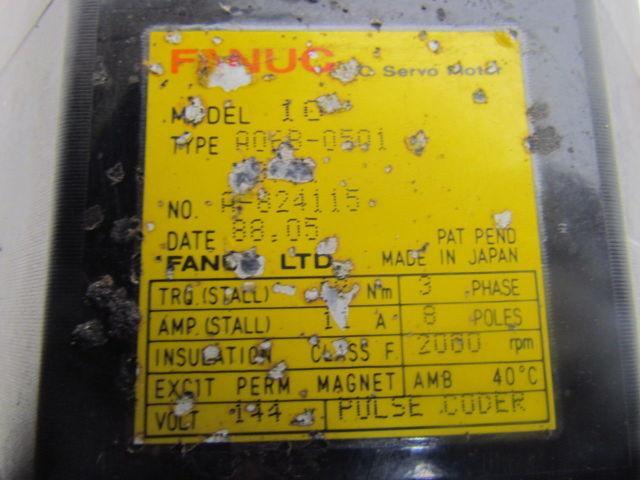 FANUC AC Servo Motor
MODEL 10
TYPE A06B-0501
NO. A-824115
DATE 88.05
PAT PEND
FANUC LTD MADE IN JAPAN
TRQ.(STALL) Nm 3 PHASE
AMP.(STALL) A 8 POLES
INSULATION CLASS F 2000 rpm
EXCIT PERM MAGNET AMB 40°C
VOLT 144 V PULSE CODER